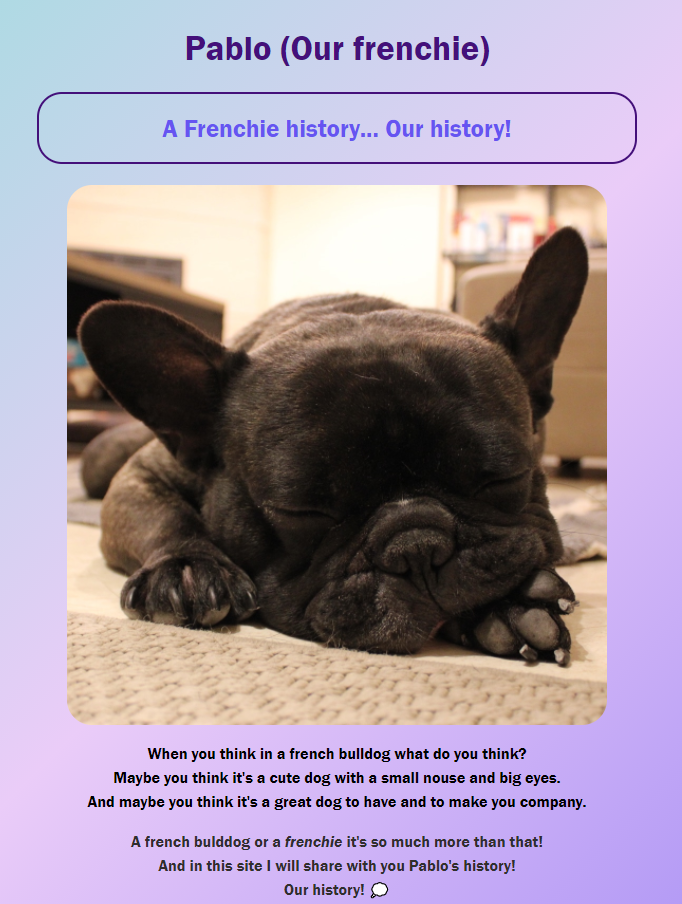 Pablo (Our frenchie)
A Frenchie history... Our history!
When you think in a french bulldog what do you think?
Maybe you think it's a cute dog with a small nouse and big eyes.
And maybe you think it's a great dog to have and to make you company.
A french bulddog or a frenchie it's so much more than that!
And in this site I will share with you Pablo's history!
Our history! 💭